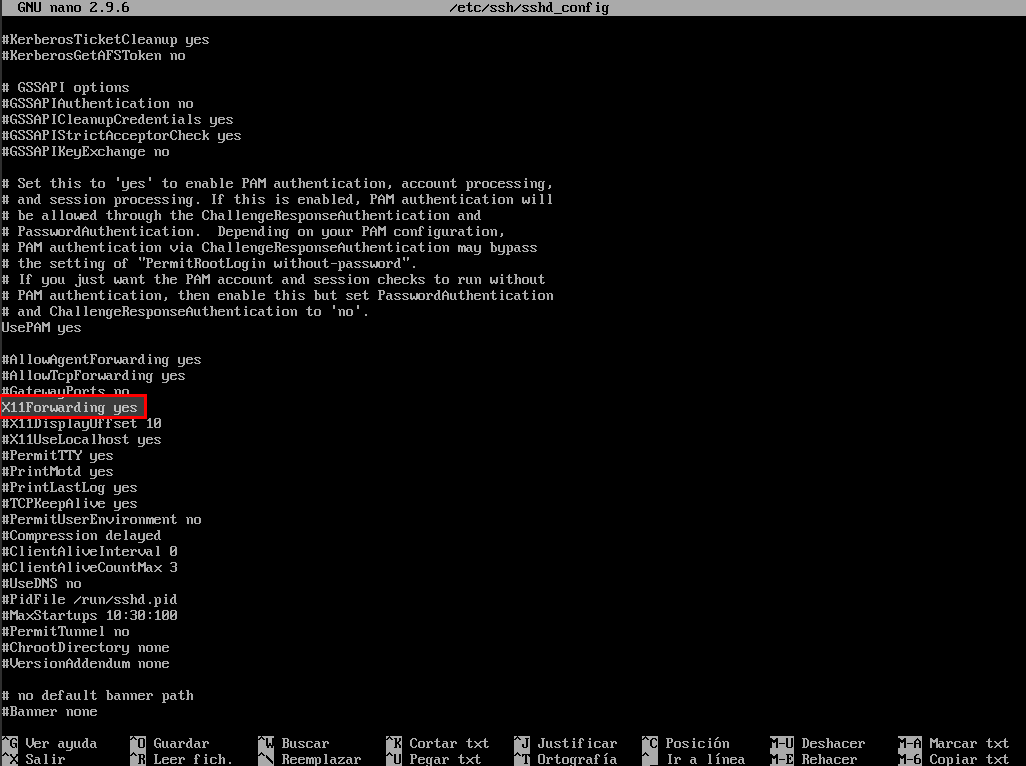 GNU nano 2.9.6 /etc/ssh/sshd_config
#KerberosTicketCleanup yes
#KerberosGetAFSToken no
# GSSAPI options
#GSSAPIAuthentication no
#GSSAPICleanupCredentials yes
#GSSAPIStrictAcceptorCheck yes
#GSSAPIKeyExchange no
# Set this to 'yes' to enable PAM authentication, account processing,
# and session processing. If this is enabled, PAM authentication will
# be allowed through the ChallengeResponseAuthentication and
# PasswordAuthentication.  Depending on your PAM configuration,
# PAM authentication via ChallengeResponseAuthentication may bypass
# the setting of "PermitRootLogin without-password".
# If you just want the PAM account and session checks to run without
# PAM authentication, then enable this but set PasswordAuthentication
# and ChallengeResponseAuthentication to 'no'.
UsePAM yes
#AllowAgentForwarding yes
#AllowTcpForwarding yes
#GatewayPorts no
X11Forwarding yes
#X11DisplayOffset 10
#X11UseLocalhost yes
#PermitTTY yes
#PrintMotd yes
#PrintLastLog yes
#TCPKeepAlive yes
#PermitUserEnvironment no
#Compression delayed
#ClientAliveInterval 0
#ClientAliveCountMax 3
#UseDNS no
#PidFile /run/sshd.pid
#MaxStartups 10:30:100
#PermitTunnel no
#ChrootDirectory none
#VersionAddendum none
# no default banner path
#Banner none
^G Ver ayuda ^O Guardar ^W Buscar ^K Cortar txt ^J Justificar ^C Posición M-U Deshacer M-A Marcar txt
^X Salir ^R Leer fich. ^\ Reemplazar ^U Pegar txt ^T Ortografía ^_ Ir a línea M-E Rehacer M-6 Copiar txt